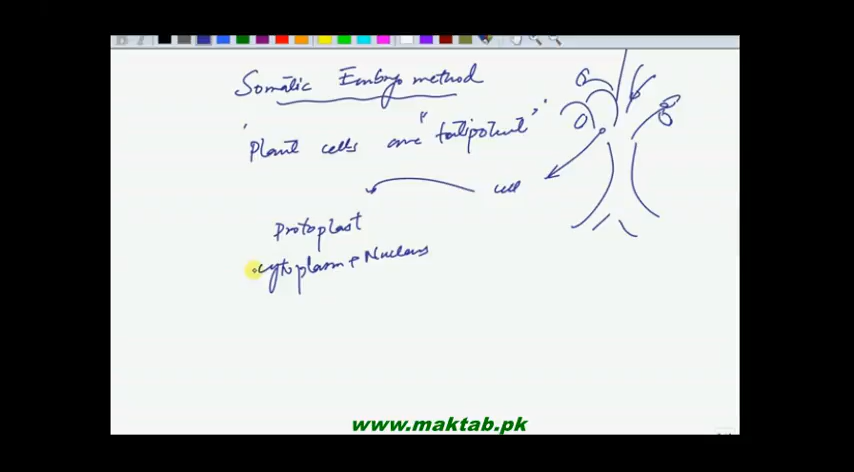 Somatic Embryo method
'Plant cells are "totipotent"'
cell
Protoplast
cytoplasm + Nucleus
www.maktab.pk